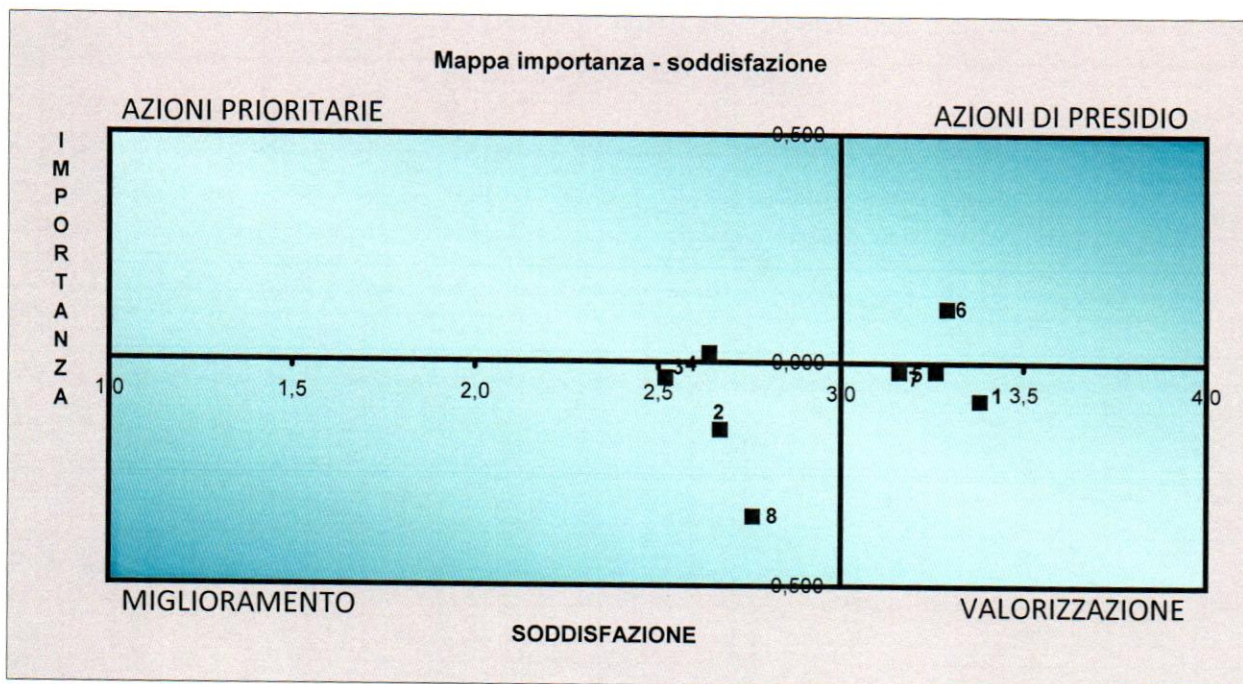 Mappa importanza - soddisfazione
AZIONI PRIORITARIE
AZIONI DI PRESIDIO
IMPORTANZA
0,500
6
0,000
3 4
7 5
1,0
1,5
2,0
2,5
3,0
1
3,5
4,0
2
8
0,500
MIGLIORAMENTO
VALORIZZAZIONE
SODDISFAZIONE